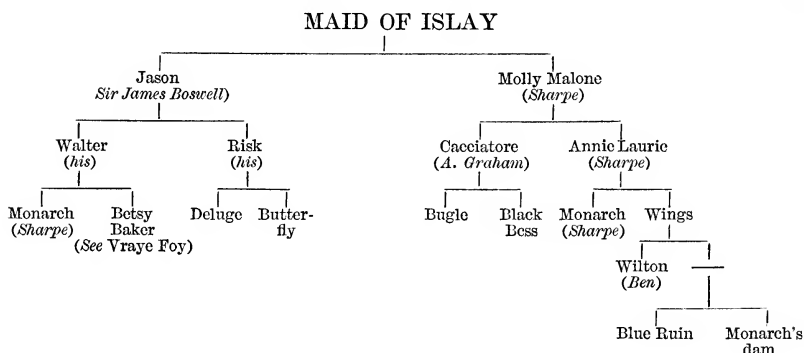 MAID OF ISLAY
Jason
Sir James Boswell)
Molly Malone
(Sharpe)
Walter
(his)
Risk
(his)
Cacciatore
(A. Graham)
Annie Laurie
(Sharpe)
Monarch
(Sharpe)
Betsy
Baker
(See Vraye Foy)
Deluge
Butter-
fly
Bugle
Black
Bess
Monarch
(Sharpe)
Wings
Wilton
(Ben)
Blue Ruin
Monarch's
dam